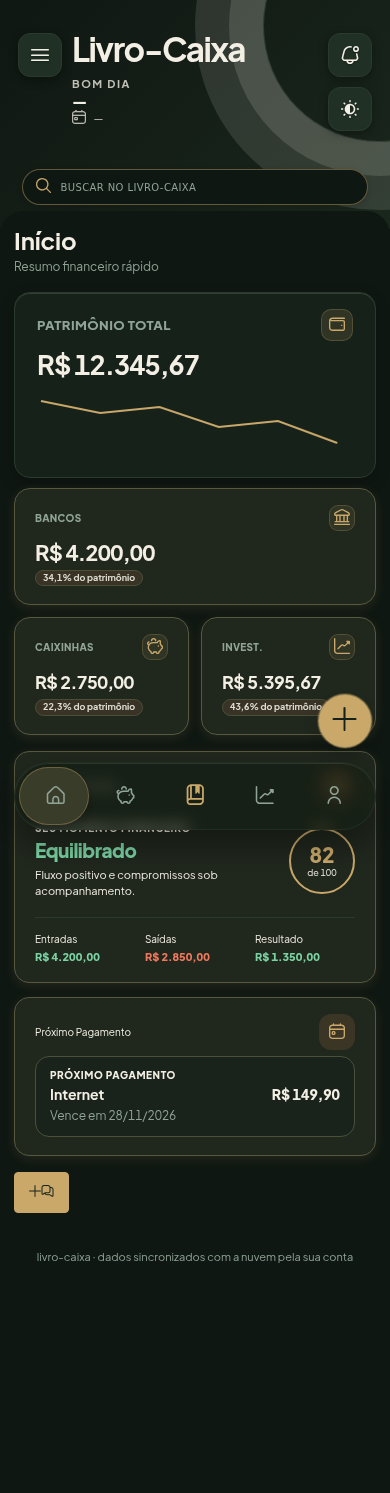 Livro-Caixa
BOM DIA
—
—
BUSCAR NO LIVRO-CAIXA
Início
Resumo financeiro rápido
PATRIMÔNIO TOTAL
R$ 12.345,67
BANCOS
R$ 4.200,00
34,1% do patrimônio
CAIXINHAS
R$ 2.750,00
22,3% do patrimônio
INVEST.
R$ 5.395,67
43,6% do patrimônio
SEU MOMENTO FINANCEIRO
Equilibrado
Fluxo positivo e compromissos sob
acompanhamento.
82
de 100
Entradas
R$ 4.200,00
Saídas
R$ 2.850,00
Resultado
R$ 1.350,00
Próximo Pagamento
PRÓXIMO PAGAMENTO
Internet
R$ 149,90
Vence em 28/11/2026
livro-caixa · dados sincronizados com a nuvem pela sua conta